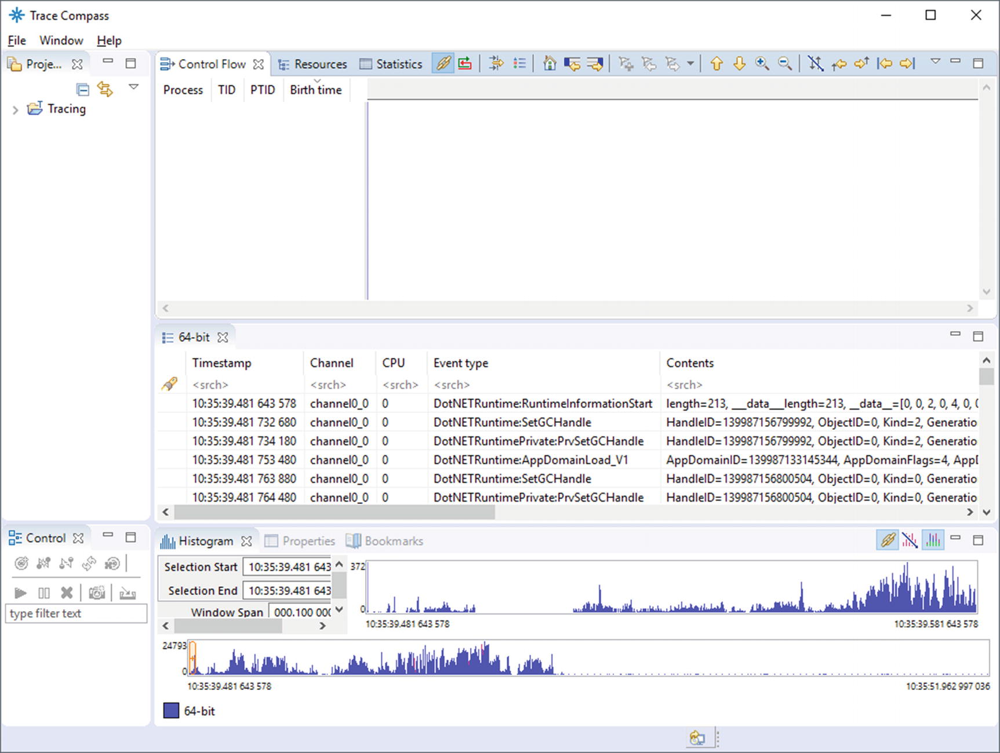 Trace Compass
File Window Help
Proje...
Tracing
Control Flow Resources Statistics
Process TID PTID Birth time
64-bit
Timestamp Channel CPU Event type Contents
<srch> <srch> <srch> <srch> <srch>
10:35:39.481 643 578 channel0_0 0 DotNETRuntime:RuntimeInformationStart length=213, __data__length=213, __data__=[0, 0, 2, 0, 4, 0,
10:35:39.481 732 680 channel0_0 0 DotNETRuntime:SetGCHandle HandleID=139987156799992, ObjectID=0, Kind=2, Generatio
10:35:39.481 734 180 channel0_0 0 DotNETRuntimePrivate:PrvSetGCHandle HandleID=139987156799992, ObjectID=0, Kind=2, Generatio
10:35:39.481 753 480 channel0_0 0 DotNETRuntime:AppDomainLoad_V1 AppDomainID=139987133145344, AppDomainFlags=4, App
10:35:39.481 763 880 channel0_0 0 DotNETRuntime:SetGCHandle HandleID=139987156800504, ObjectID=0, Kind=0, Generatio
10:35:39.481 764 480 channel0_0 0 DotNETRuntimePrivate:PrvSetGCHandle HandleID=139987156800504, ObjectID=0, Kind=0, Generatio
Control
type filter text
Histogram Properties Bookmarks
Selection Start 10:35:39.481 643
Selection End 10:35:39.481 643
Window Span 000.100 000
372
0
10:35:39.481 643 578 10:35:39.581 643 578
24793
0
10:35:39.481 643 578 10:35:51.962 997 036
64-bit